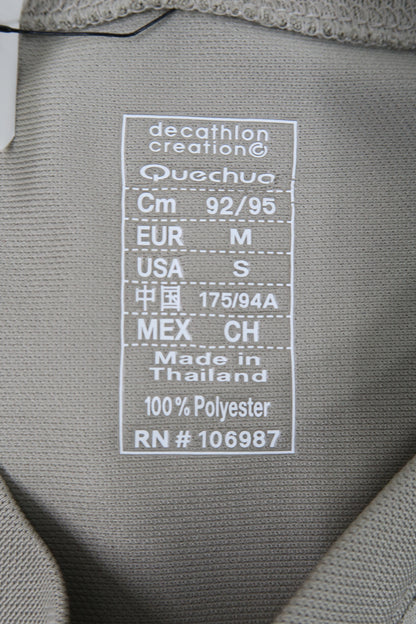 decathlon
creation
Quechua
Cm 92/95
EUR M
USA S
中国 175/94A
MEX CH
Made in
Thailand
100% Polyester
RN # 106987